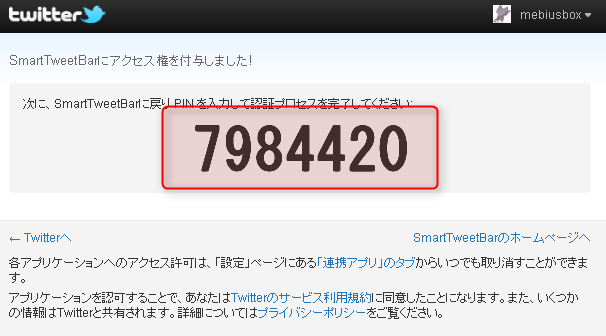 twitter
mebiusbox
SmartTweetBarにアクセス権を付与しました!
次に、SmartTweetBarに戻りPINを入力して認証プロセスを完了してください:
7984420
← Twitterへ
SmartTweetBarのホームページへ
各アプリケーションへのアクセス許可は、「設定」ページにある「連携アプリ」のタブからいつでも取り消すことができま
す。
アプリケーションを認可することで、あなたはTwitterのサービス利用規約に同意したことになります。また、いくつか
の情報はTwitterと共有されます。詳細についてはプライバシーポリシーをご覧ください。